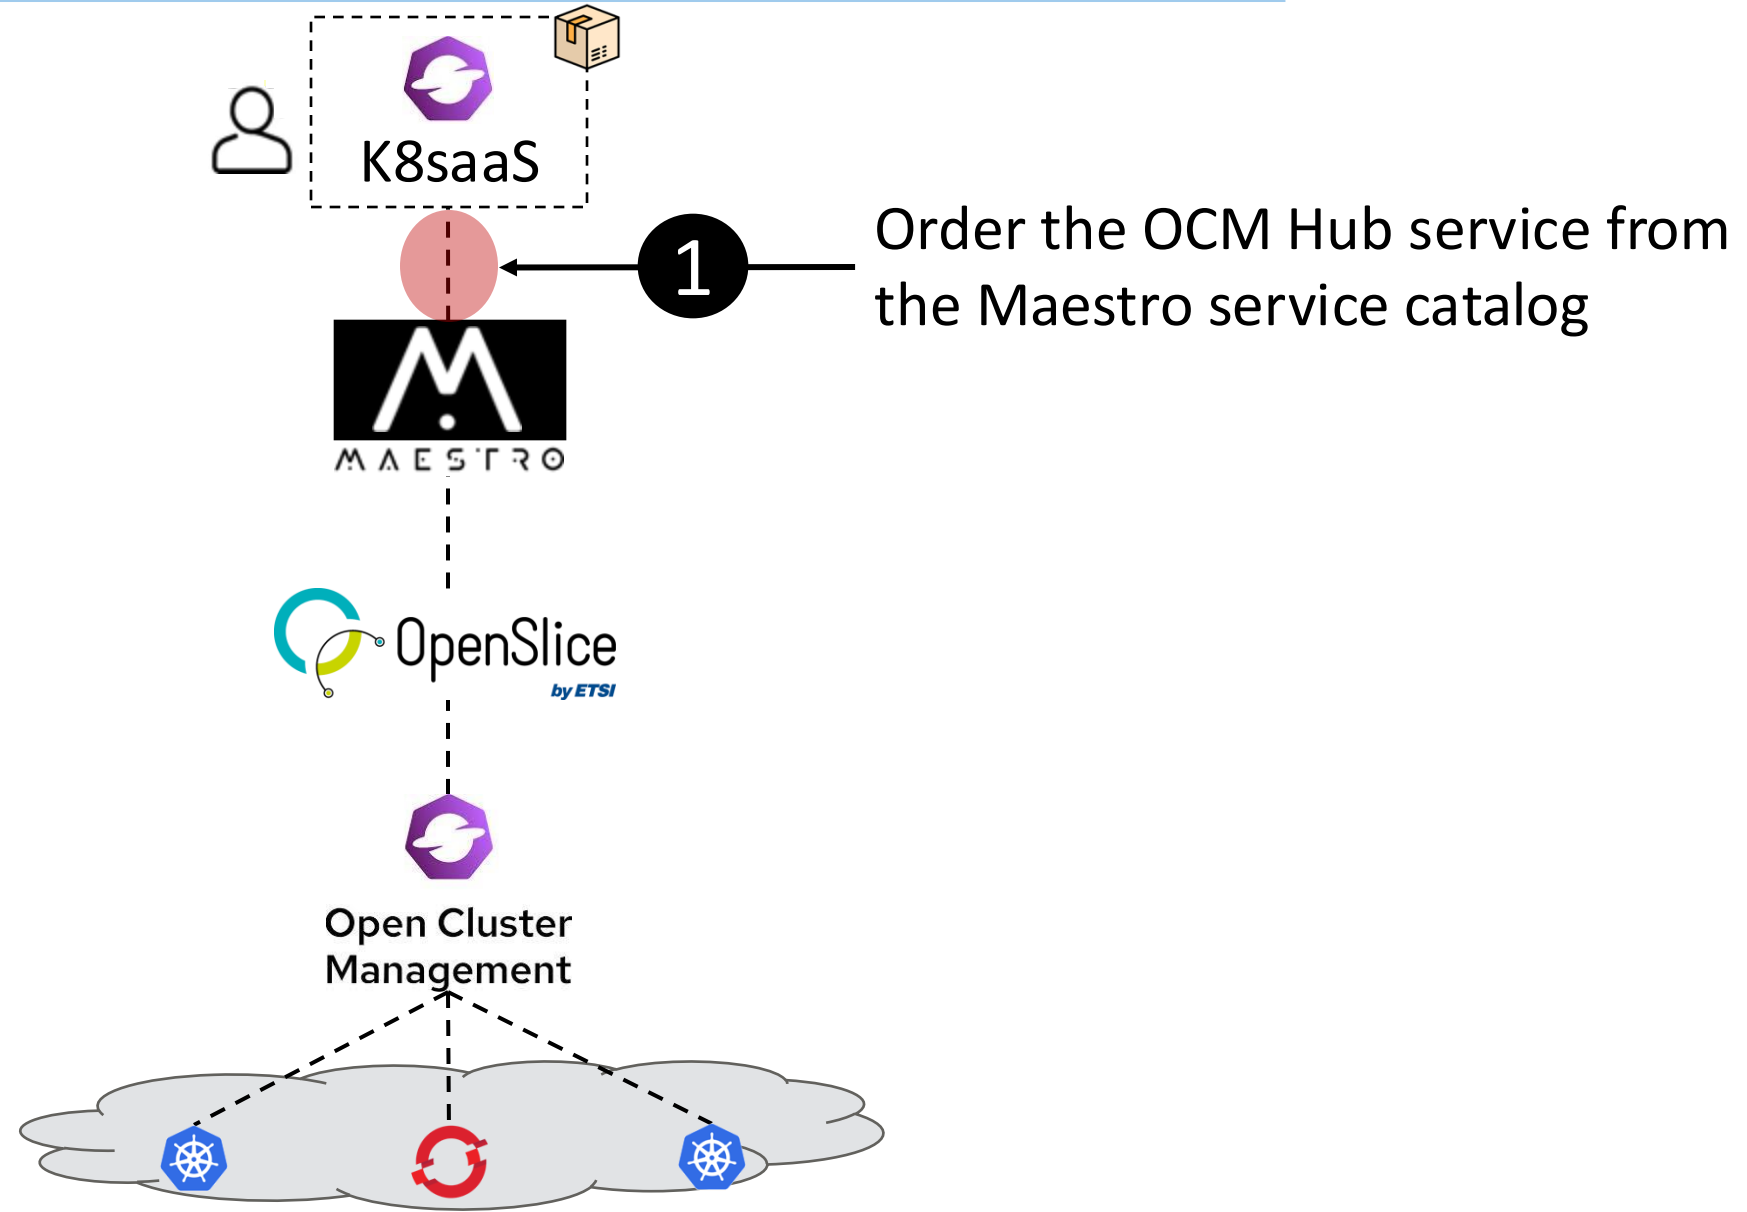 K8saaS
1
Order the OCM Hub service from
the Maestro service catalog
MAESTRO
OpenSlice
by ETSI
Open Cluster
Management